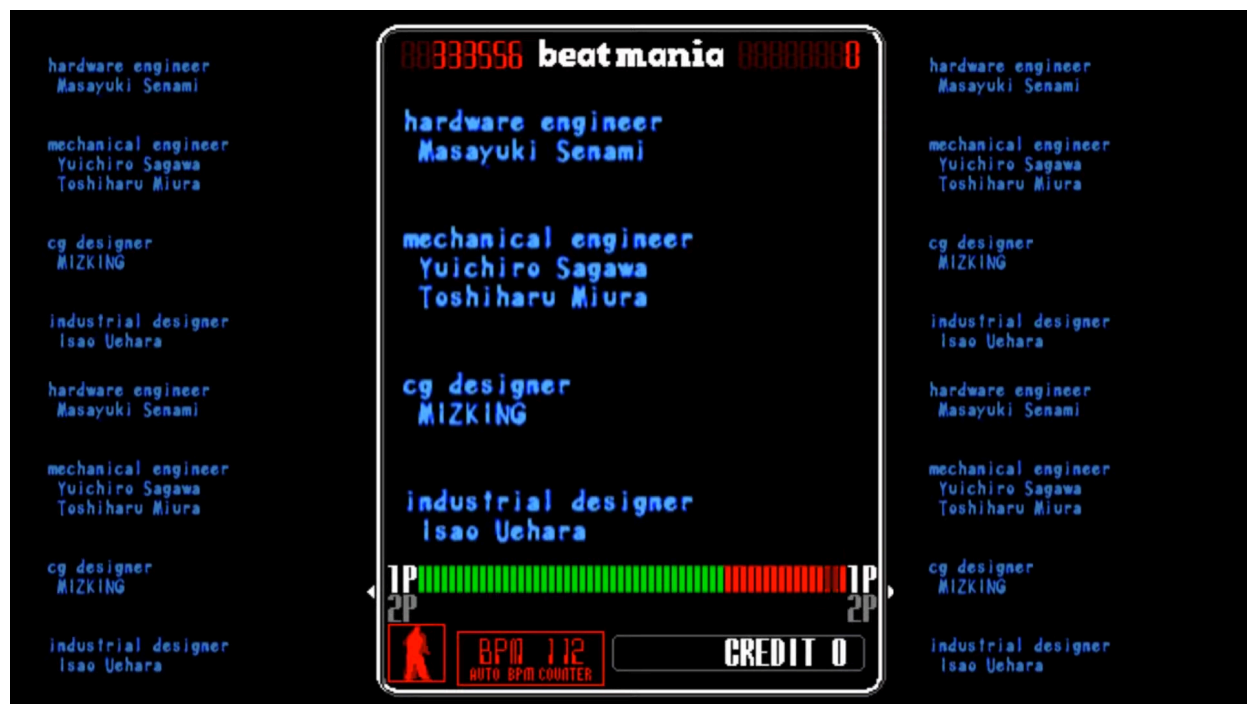 hardware engineer
Masayuki Senami
mechanical engineer
Yuichiro Sagawa
Toshiharu Miura
cg designer
MIZKING
industrial designer
Isao Uehara
hardware engineer
Masayuki Senami
mechanical engineer
Yuichiro Sagawa
Toshiharu Miura
cg designer
MIZKING
industrial designer
Isao Uehara
333556 beatmania 0
hardware engineer
Masayuki Senami
mechanical engineer
Yuichiro Sagawa
Toshiharu Miura
cg designer
MIZKING
industrial designer
Isao Uehara
1P 1P
2P 2P
BPM 112
AUTO BPM COUNTER
CREDIT 0
hardware engineer
Masayuki Senami
mechanical engineer
Yuichiro Sagawa
Toshiharu Miura
cg designer
MIZKING
industrial designer
Isao Uehara
hardware engineer
Masayuki Senami
mechanical engineer
Yuichiro Sagawa
Toshiharu Miura
cg designer
MIZKING
industrial designer
Isao Uehara